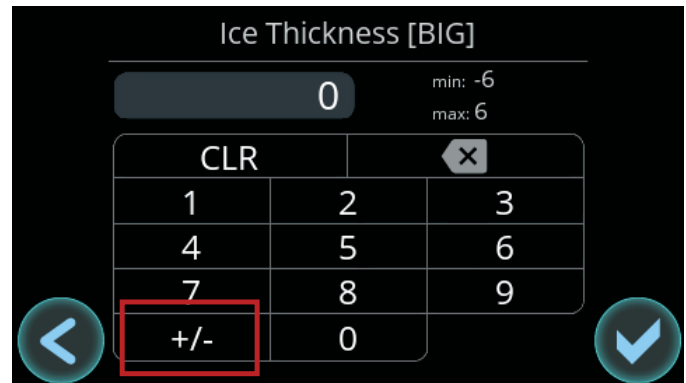 Ice Thickness [BIG]
0
min: -6
max: 6
CLR
1 2 3
4 5 6
7 8 9
+/- 0